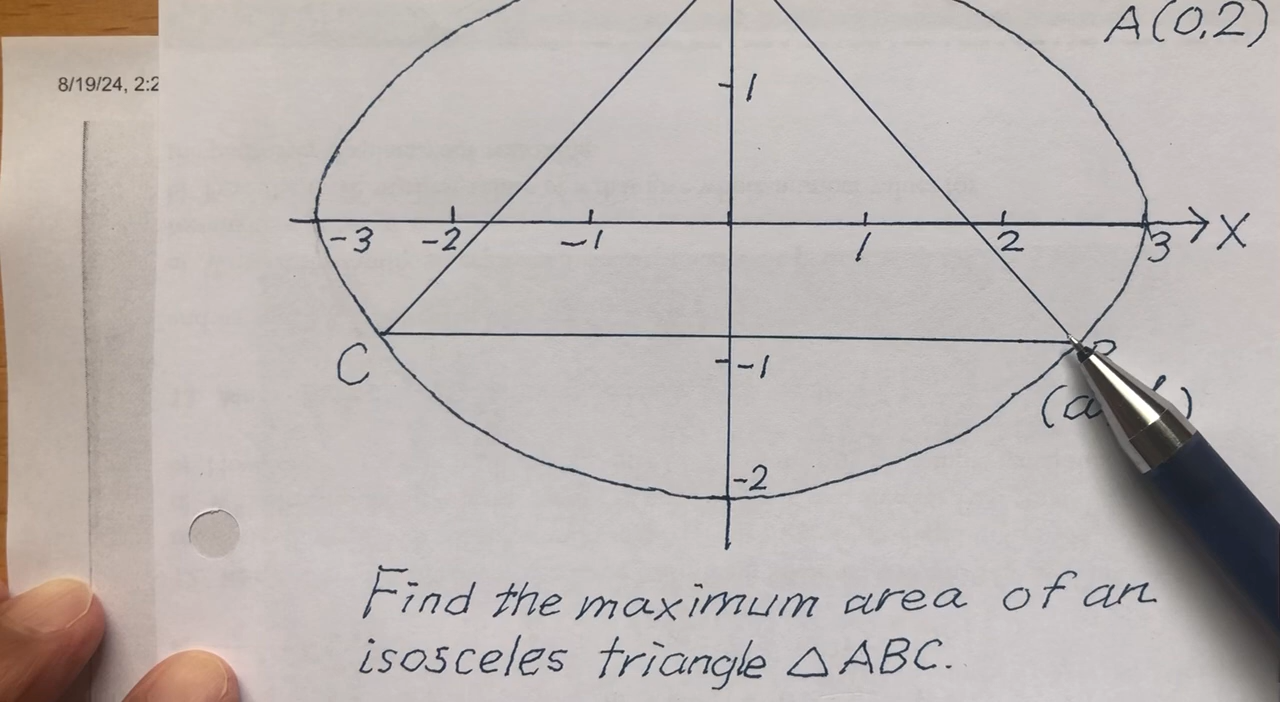 A(0,2)
8/19/24, 2:2
1
-3 -2 -1 1 2 3 X
C
-1
-2
Find the maximum area of an
isosceles triangle △ABC.